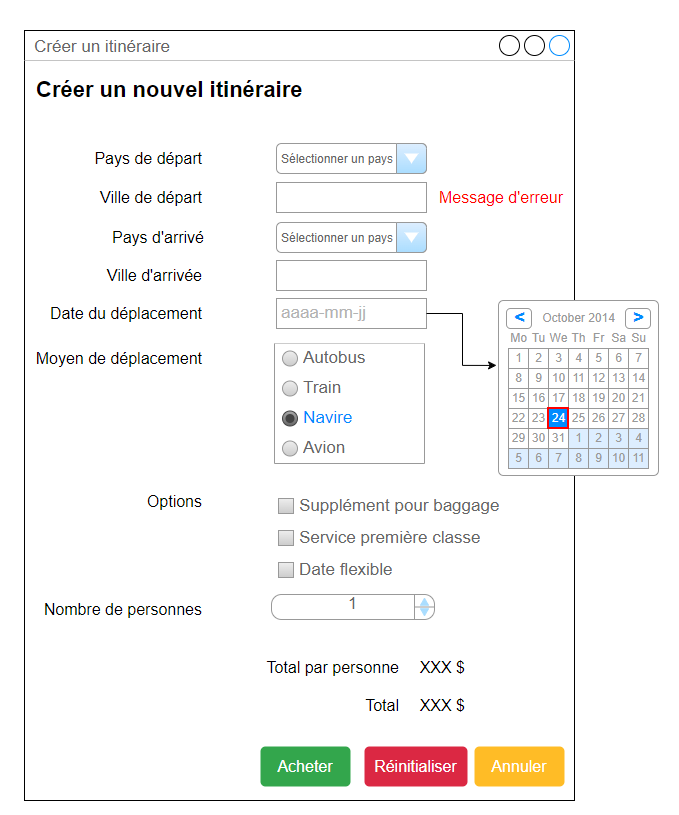 Créer un itinéraire
Créer un nouvel itinéraire
Pays de départ Sélectionner un pays
Ville de départ Message d'erreur
Pays d'arrivé Sélectionner un pays
Ville d'arrivée
Date du déplacement aaaa-mm-jj
< October 2014 >
Mo Tu We Th Fr Sa Su
1 2 3 4 5 6 7
8 9 10 11 12 13 14
15 16 17 18 19 20 21
22 23 24 25 26 27 28
29 30 31 1 2 3 4
5 6 7 8 9 10 11
Moyen de déplacement
Autobus
Train
Navire
Avion
Options
Supplément pour baggage
Service première classe
Date flexible
Nombre de personnes 1
Total par personne XXX $
Total XXX $
Acheter Réinitialiser Annuler